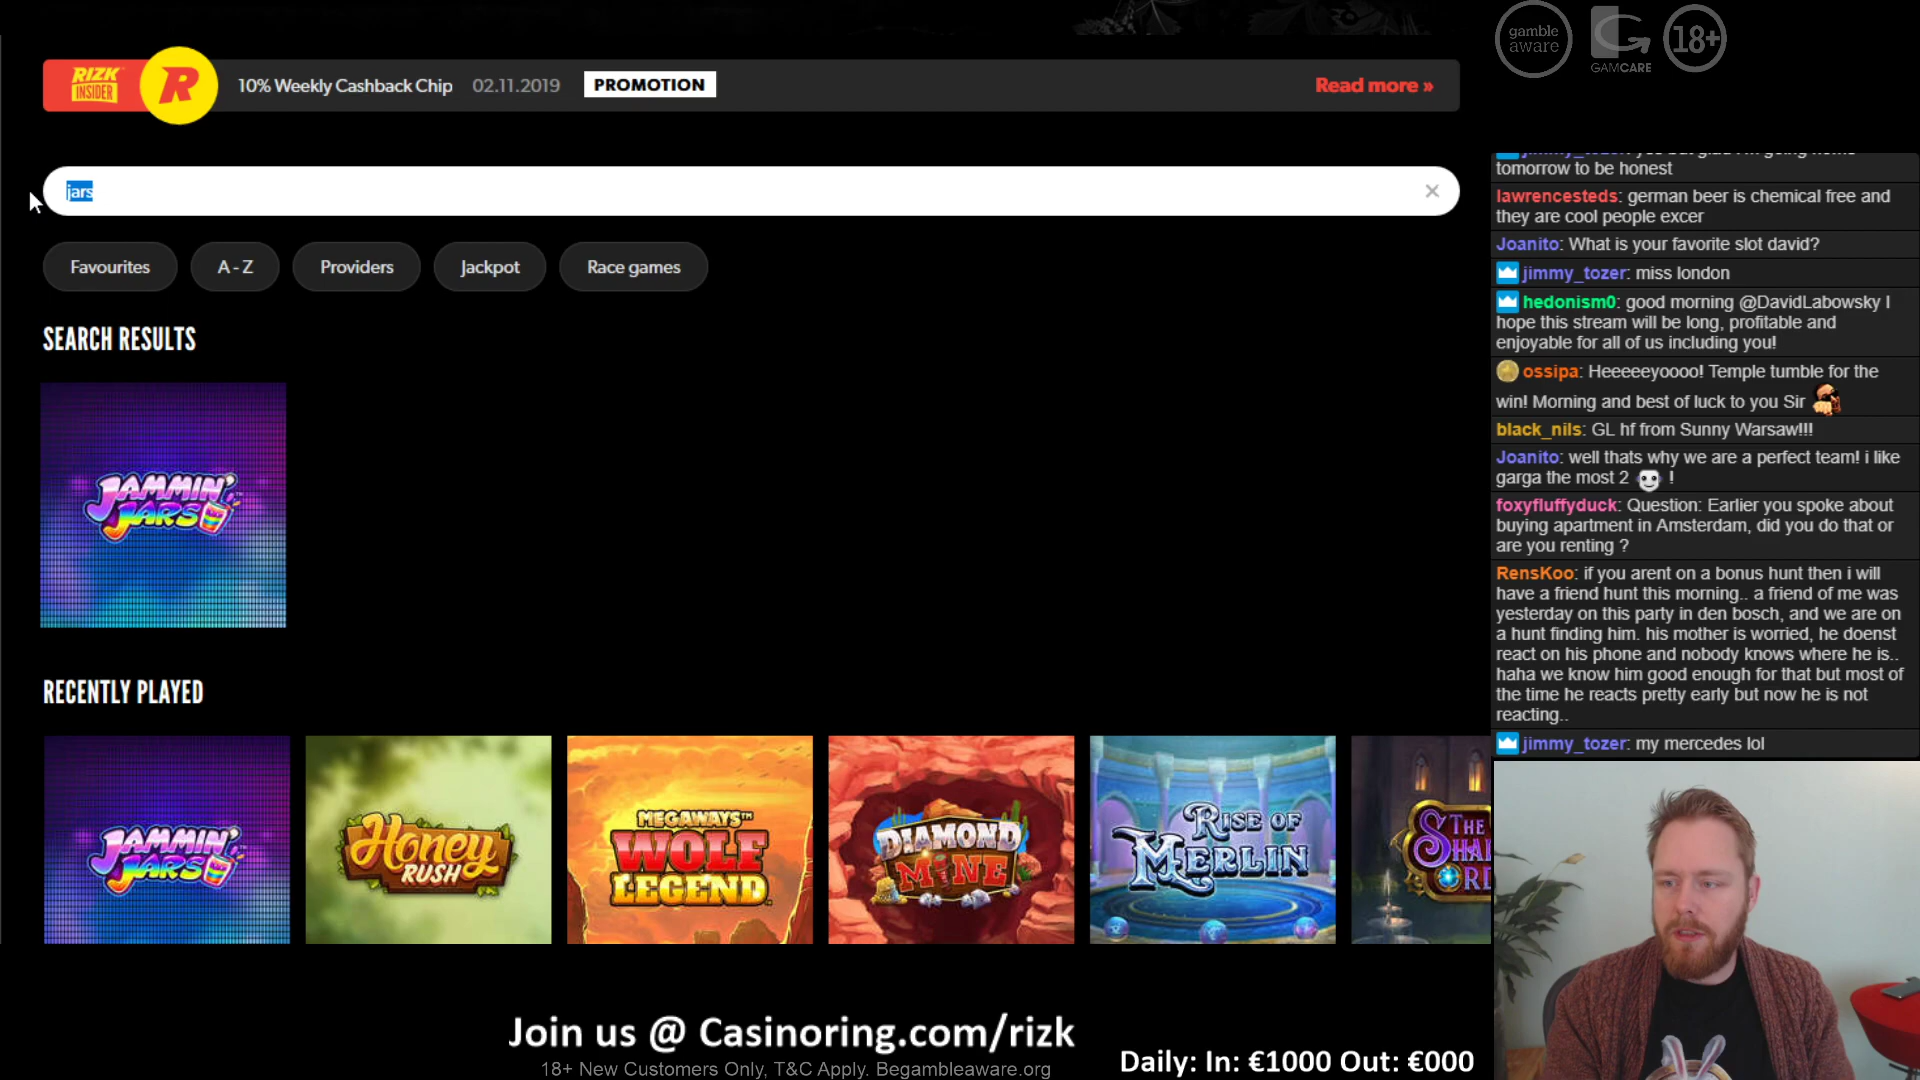 RIZK
INSIDER
R
10% Weekly Cashback Chip 02.11.2019 PROMOTION Read more »
jars ×
Favourites A - Z Providers Jackpot Race games
SEARCH RESULTS
JAMMIN'
JARS
RECENTLY PLAYED
JAMMIN'
JARS
Honey
RUSH
MEGAWAYS™
WOLF
LEGEND
DIAMOND
MINE
RISE OF
MERLIN
THE
Join us @ Casinoring.com/rizk
18+ New Customers Only, T&C Apply. Begambleaware.org
Daily: In: €1000 Out: €000
gamble
aware
GAMCARE
18+
tomorrow to be honest
lawrencesteds: german beer is chemical free and
they are cool people excer
Joanito: What is your favorite slot david?
jimmy_tozer: miss london
hedonism0: good morning @DavidLabowsky I
hope this stream will be long, profitable and
enjoyable for all of us including you!
ossipa: Heeeeeyoooo! Temple tumble for the
win! Morning and best of luck to you Sir
black_nils: GL hf from Sunny Warsaw!!!
Joanito: well thats why we are a perfect team! i like
garga the most 2 !
foxyfluffyduck: Question: Earlier you spoke about
buying apartment in Amsterdam, did you do that or
are you renting ?
RensKoo: if you arent on a bonus hunt then i will
have a friend hunt this morning.. a friend of me was
yesterday on this party in den bosch, and we are on
a hunt finding him. his mother is worried, he doenst
react on his phone and nobody knows where he is..
haha we know him good enough for that but most of
the time he reacts pretty early but now he is not
reacting..
jimmy_tozer: my mercedes lol